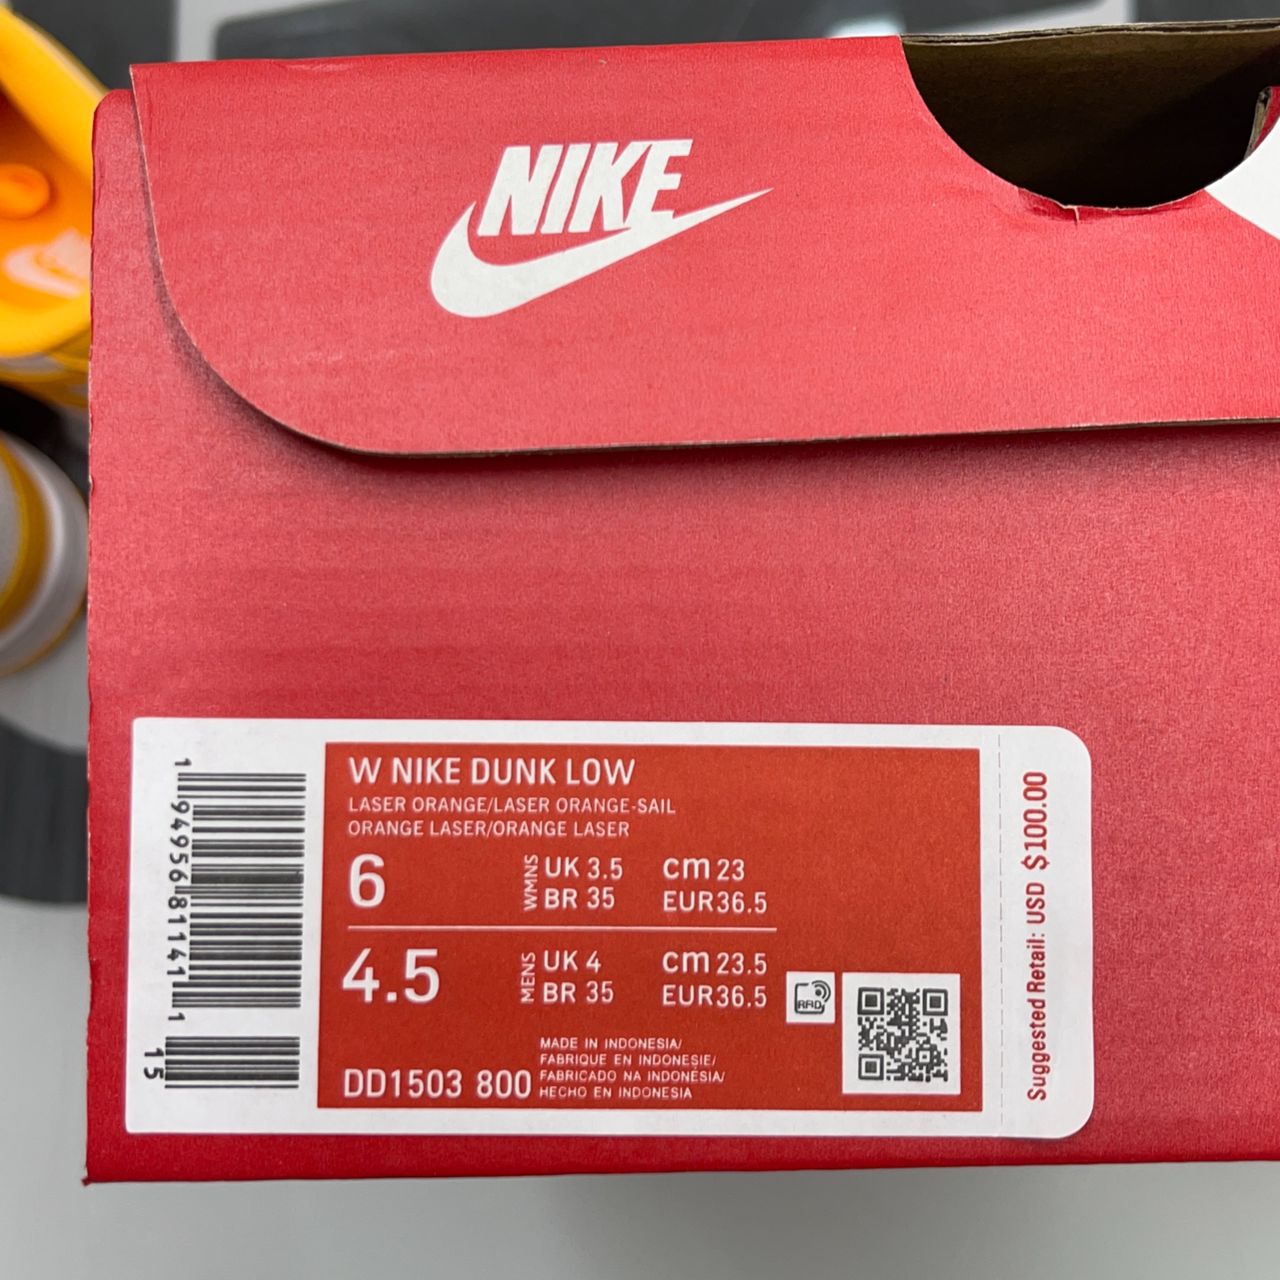 NIKE
W NIKE DUNK LOW
LASER ORANGE/LASER ORANGE-SAIL
ORANGE LASER/ORANGE LASER
6 WMNS UK 3.5 cm 23
BR 35 EUR 36.5
4.5 MENS UK 4 cm 23.5
BR 35 EUR 36.5
RFID
MADE IN INDONESIA/
FABRIQUE EN INDONESIE/
FABRICADO NA INDONÉSIA/
HECHO EN INDONESIA
DD1503 800
1 94956 81141 1
15
Suggested Retail: USD $100.00